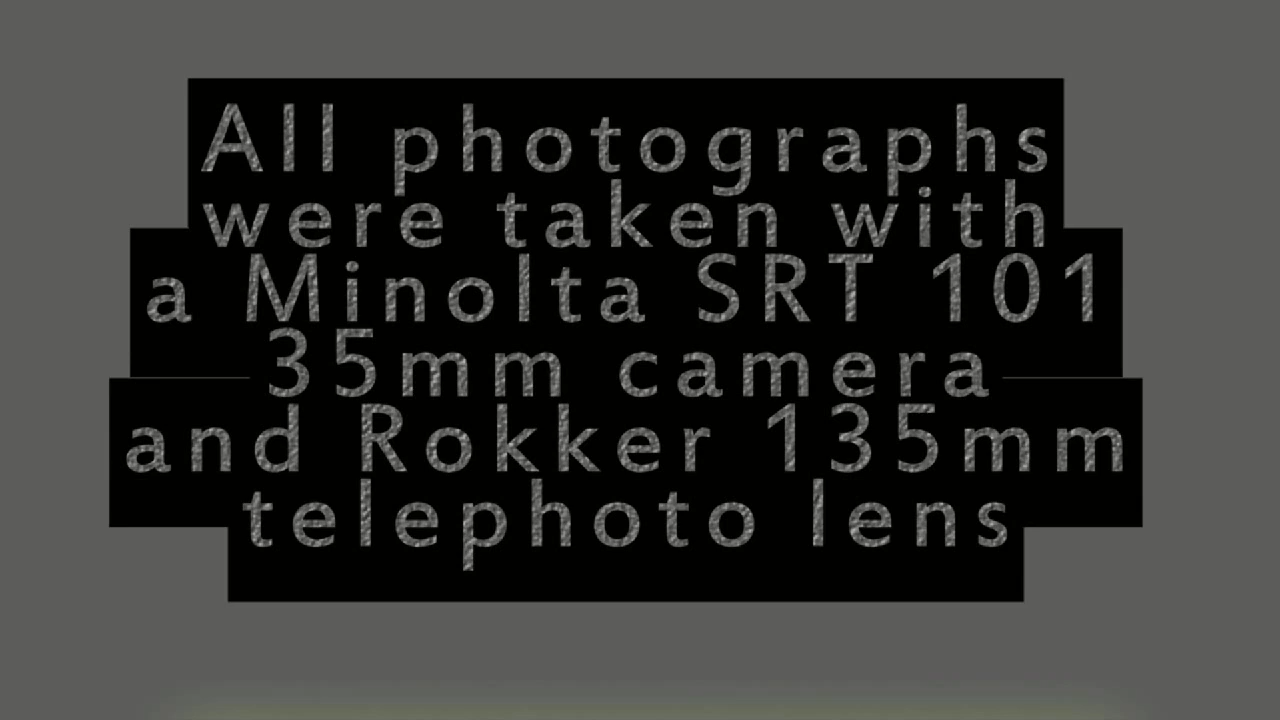 All photographs
were taken with
a Minolta SRT 101
35mm camera
and Rokker 135mm
telephoto lens